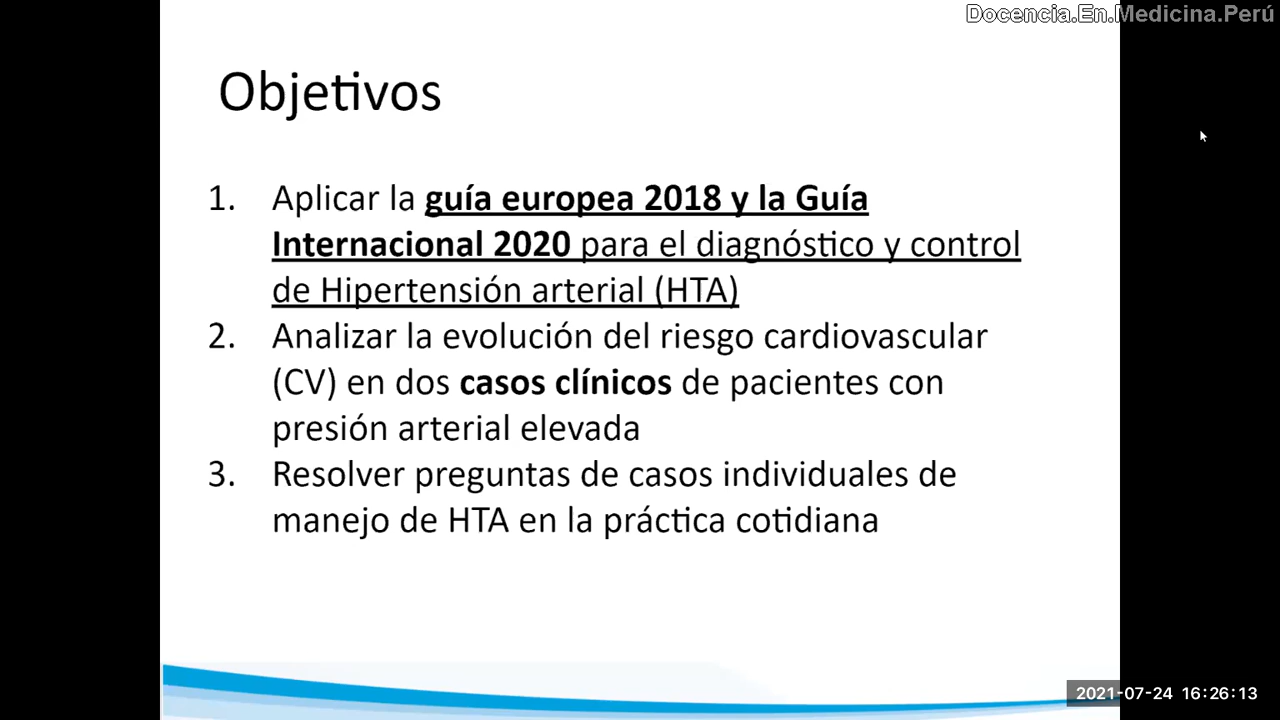 Docencia.En.Medicina.Perú
Objetivos
1. Aplicar la guía europea 2018 y la Guía
Internacional 2020 para el diagnóstico y control
de Hipertensión arterial (HTA)
2. Analizar la evolución del riesgo cardiovascular
(CV) en dos casos clínicos de pacientes con
presión arterial elevada
3. Resolver preguntas de casos individuales de
manejo de HTA en la práctica cotidiana
2021-07-24 16:26:13